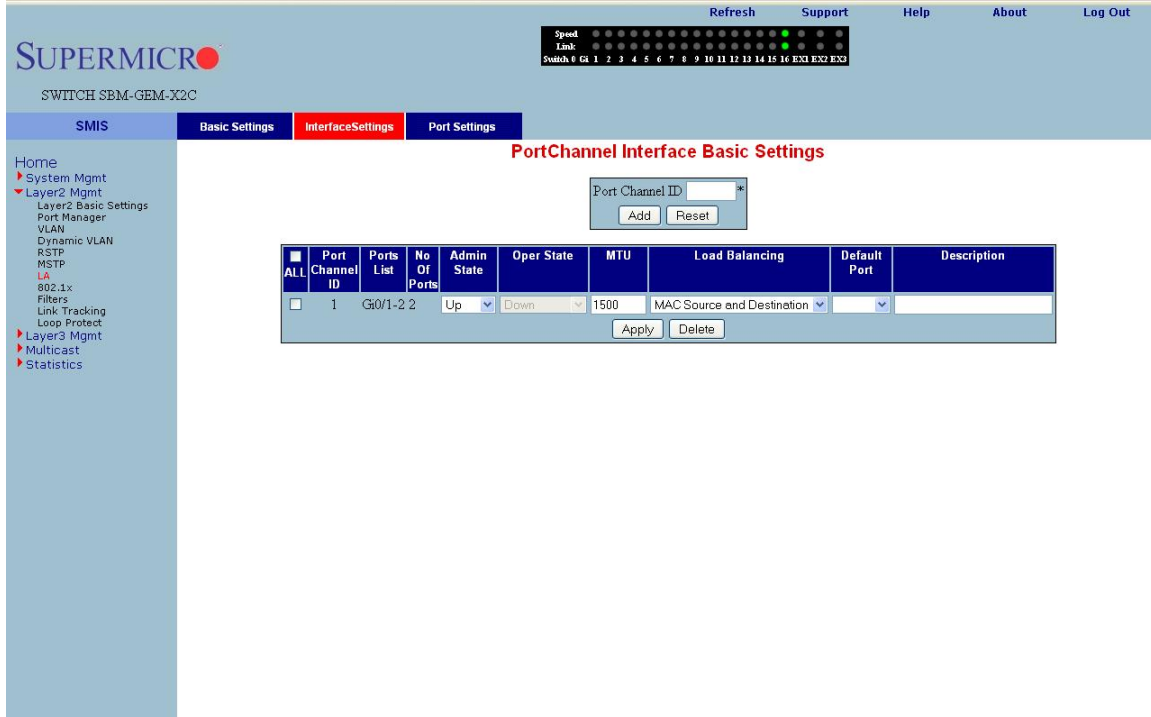 Refresh Support Help About Log Out
Speed
Link
Switch 0 Gi 1 2 3 4 5 6 7 8 9 10 11 12 13 14 15 16 EX1 EX2 EX3
SUPERMICRO
SWITCH SBM-GEM-X2C
SMIS
Basic Settings InterfaceSettings Port Settings
Home
System Mgmt
Layer2 Mgmt
Layer2 Basic Settings
Port Manager
VLAN
Dynamic VLAN
RSTP
MSTP
LA
802.1x
Filters
Link Tracking
Loop Protect
Layer3 Mgmt
Multicast
Statistics
PortChannel Interface Basic Settings
Port Channel ID *
Add Reset
ALL Port Channel ID Ports List No Of Ports Admin State Oper State MTU Load Balancing Default Port Description
1 Gi0/1-2 2 Up Down 1500 MAC Source and Destination
Apply Delete